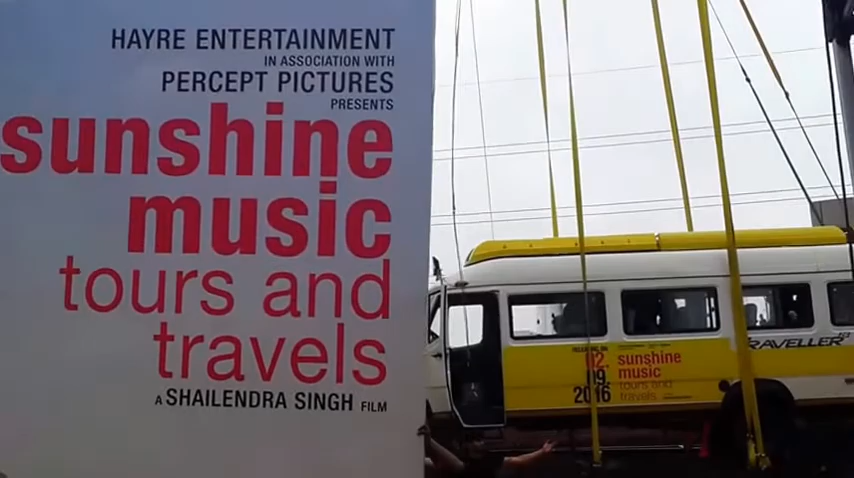 HAYRE ENTERTAINMENT
IN ASSOCIATION WITH
PERCEPT PICTURES
PRESENTS
sunshine
music
tours and
travels
A SHAILENDRA SINGH FILM
TRAVELLER
02
09
2016
sunshine
music
tours and
travels